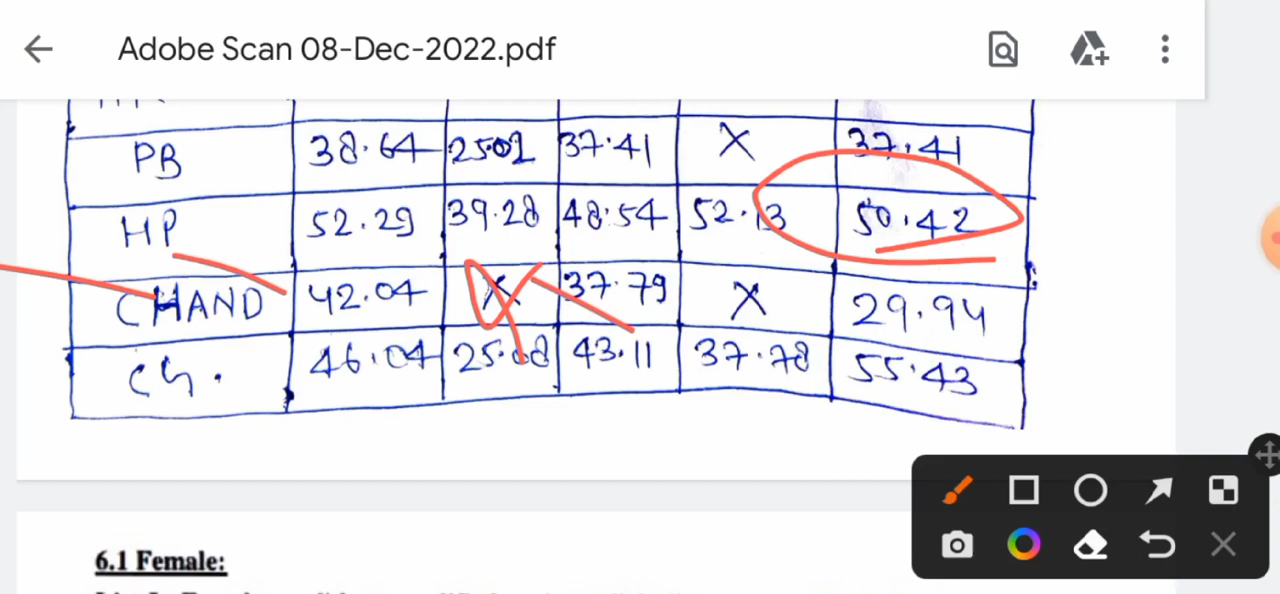 Adobe Scan 08-Dec-2022.pdf
PB 38.64 25.02 37.41 X 37.41
HP 52.29 39.28 48.54 52.13 50.42
CHAND 42.04 X 37.79 X 29.94
CG. 46.04 25.08 43.11 37.78 55.43
6.1 Female: